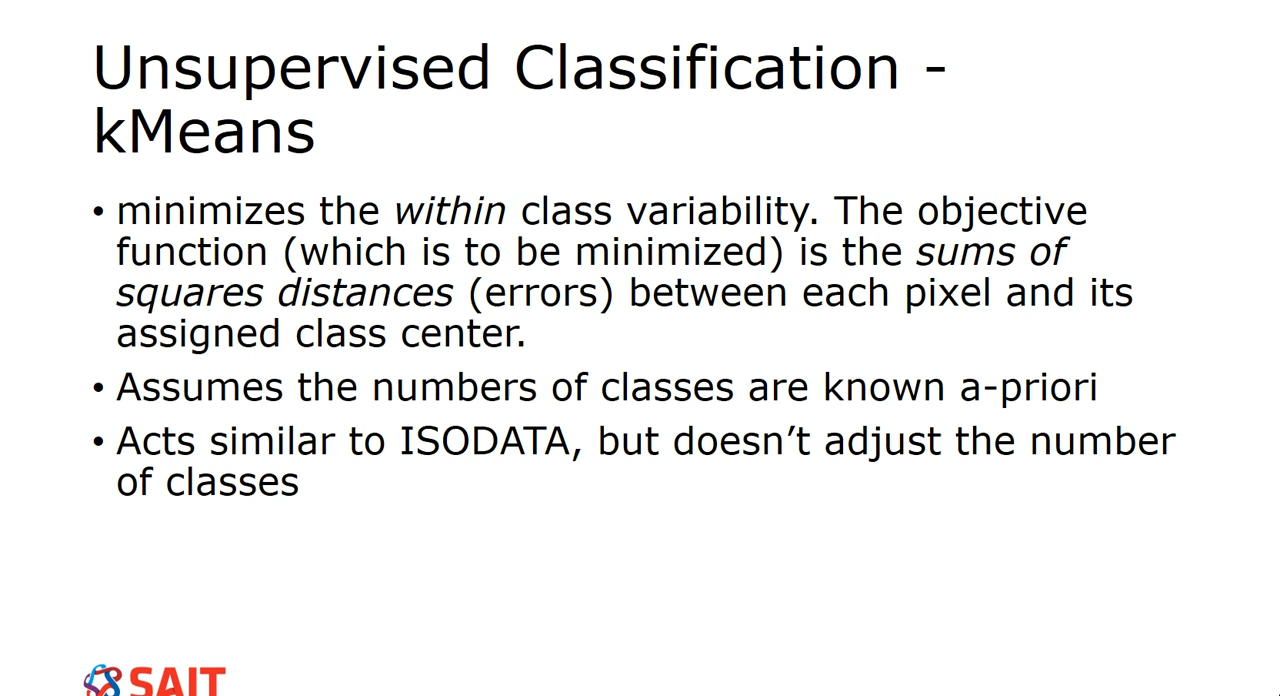 Unsupervised Classification -
kMeans
• minimizes the within class variability. The objective
function (which is to be minimized) is the sums of
squares distances (errors) between each pixel and its
assigned class center.
• Assumes the numbers of classes are known a-priori
• Acts similar to ISODATA, but doesn’t adjust the number
of classes
SAIT